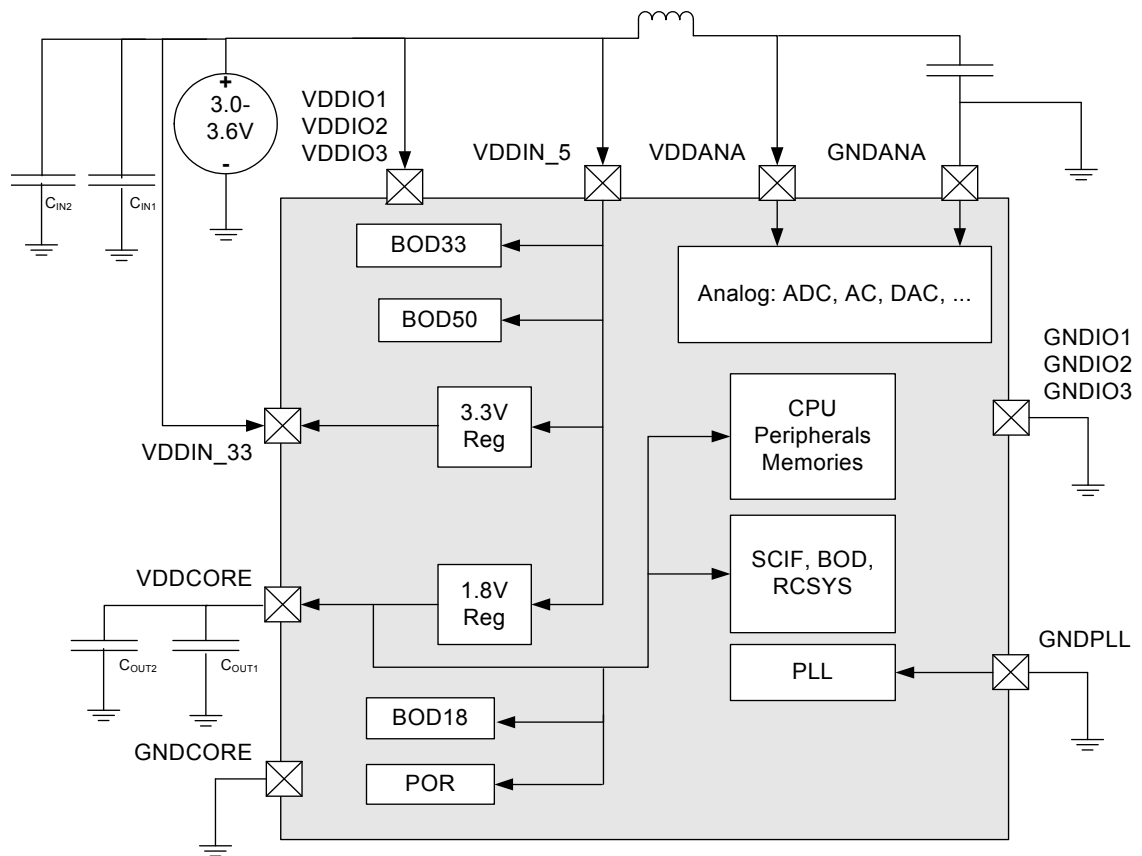 +
3.0-
3.6V
-
VDDIO1
VDDIO2
VDDIO3
VDDIN_5
VDDANA
GNDANA
CIN2
CIN1
BOD33
BOD50
Analog: ADC, AC, DAC, ...
GNDIO1
GNDIO2
GNDIO3
3.3V
Reg
CPU
Peripherals
Memories
VDDIN_33
VDDCORE
1.8V
Reg
SCIF, BOD,
RCSYS
COUT2
COUT1
GNDPLL
PLL
BOD18
GNDCORE
POR